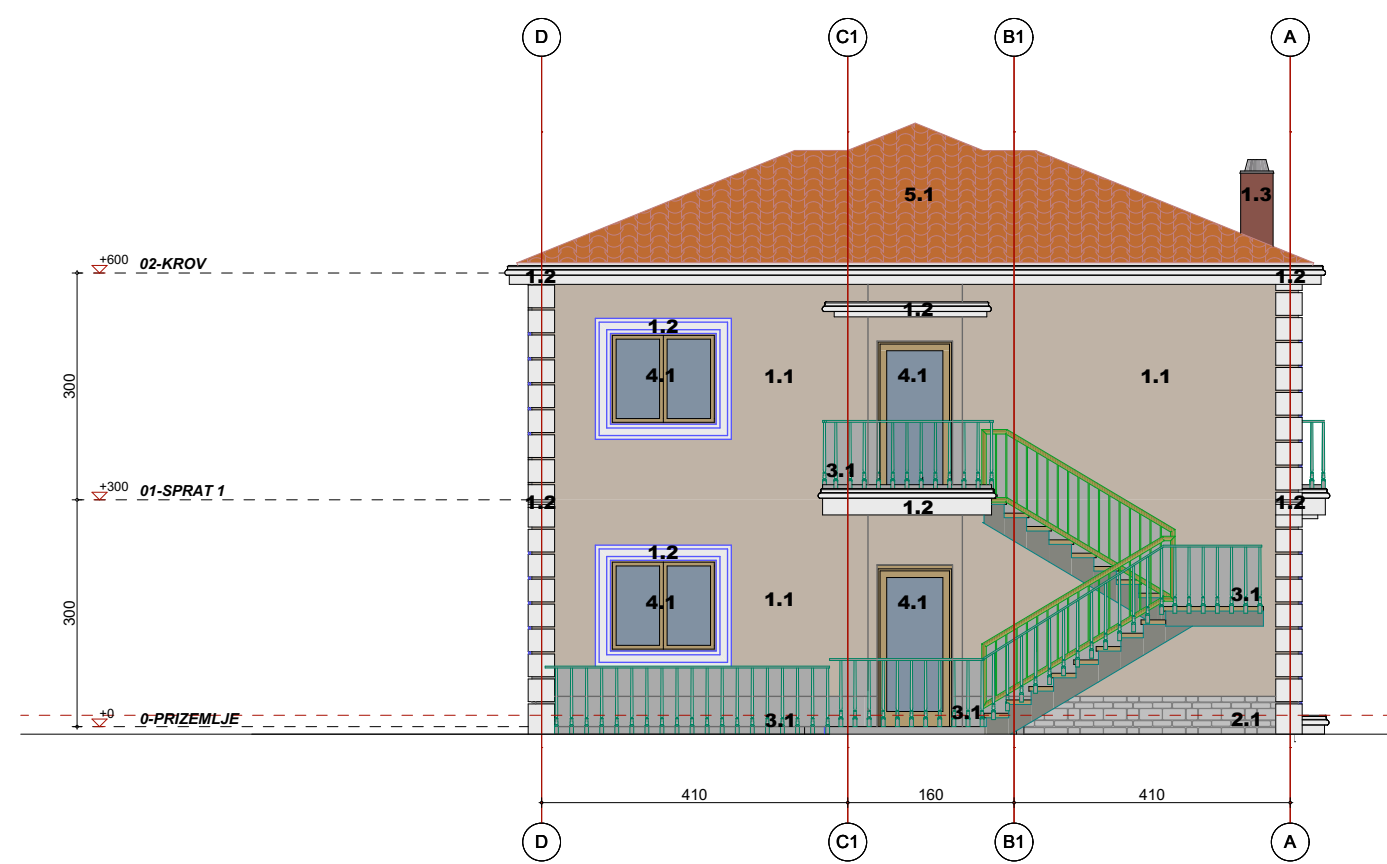 D C1 B1 A
5.1
1.3
+600 02-KROV
1.2 1.2
1.2
1.2
4.1 1.1 4.1 1.1
300
3.1
+300 01-SPRAT 1
1.2 1.2 1.2
1.2
4.1 1.1 4.1 3.1
300
+0 0-PRIZEMLJE
3.1 3.1 2.1
410 160 410
D C1 B1 A